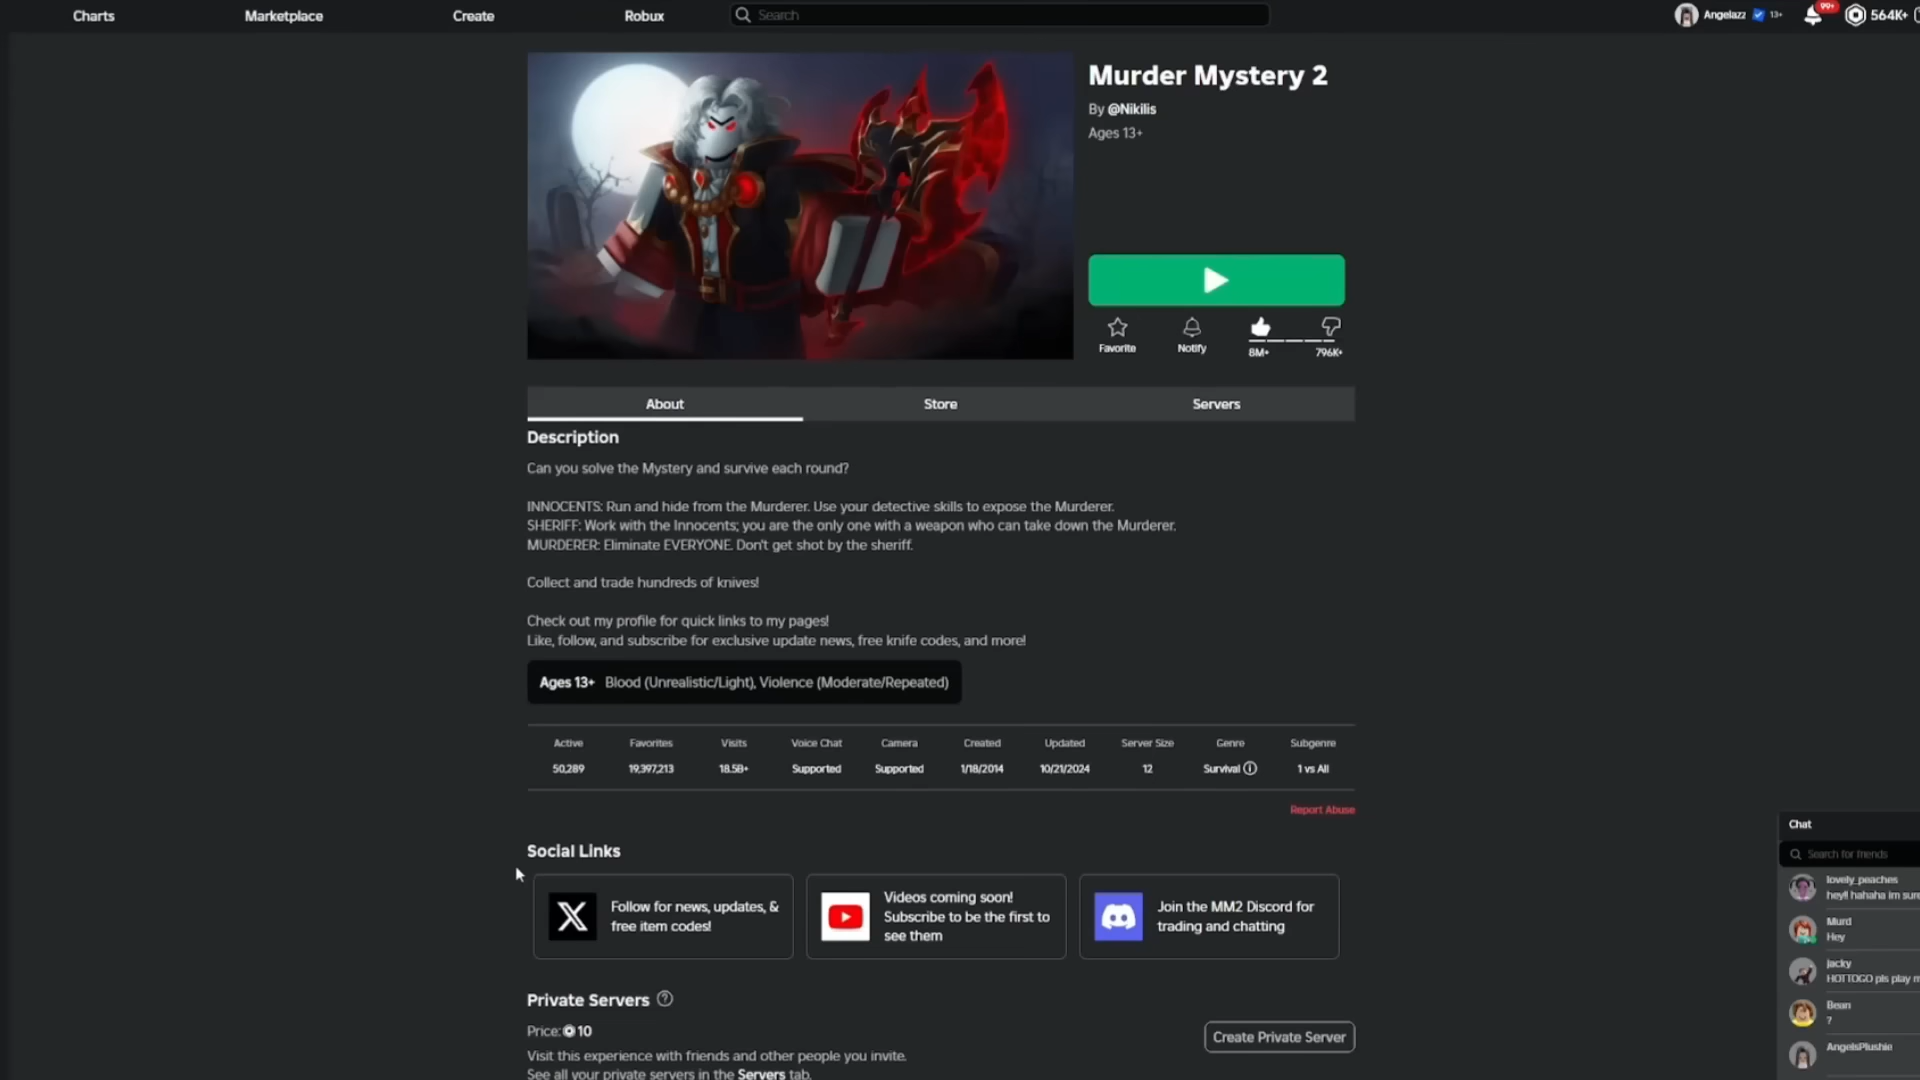 Charts
Marketplace
Create
Robux
Search
Angelazz
13+
99+
564K+
Murder Mystery 2
By @Nikilis
Ages 13+
Favorite
Notify
8M+
796K+
About
Store
Servers
Description
Can you solve the Mystery and survive each round?
INNOCENTS: Run and hide from the Murderer. Use your detective skills to expose the Murderer.
SHERIFF: Work with the Innocents; you are the only one with a weapon who can take down the Murderer.
MURDERER: Eliminate EVERYONE. Don't get shot by the sheriff.
Collect and trade hundreds of knives!
Check out my profile for quick links to my pages!
Like, follow, and subscribe for exclusive update news, free knife codes, and more!
Ages 13+ Blood (Unrealistic/Light), Violence (Moderate/Repeated)
Active Favorites Visits Voice Chat Camera Created Updated Server Size Genre Subgenre
50,289 19,397,213 18.5B+ Supported Supported 1/18/2014 10/21/2024 12 Survival 1 vs All
Report Abuse
Social Links
Follow for news, updates, &
free item codes!
Videos coming soon!
Subscribe to be the first to
see them
Join the MM2 Discord for
trading and chatting
Private Servers
Price: 10
Create Private Server
Visit this experience with friends and other people you invite.
See all your private servers in the Servers tab.
Chat
Search for friends
lovely_peaches
hey!! hahaha im sure
Murd
Hey
jacky
HOTTOGO pls play m
Bean
?
AngelsPlushie